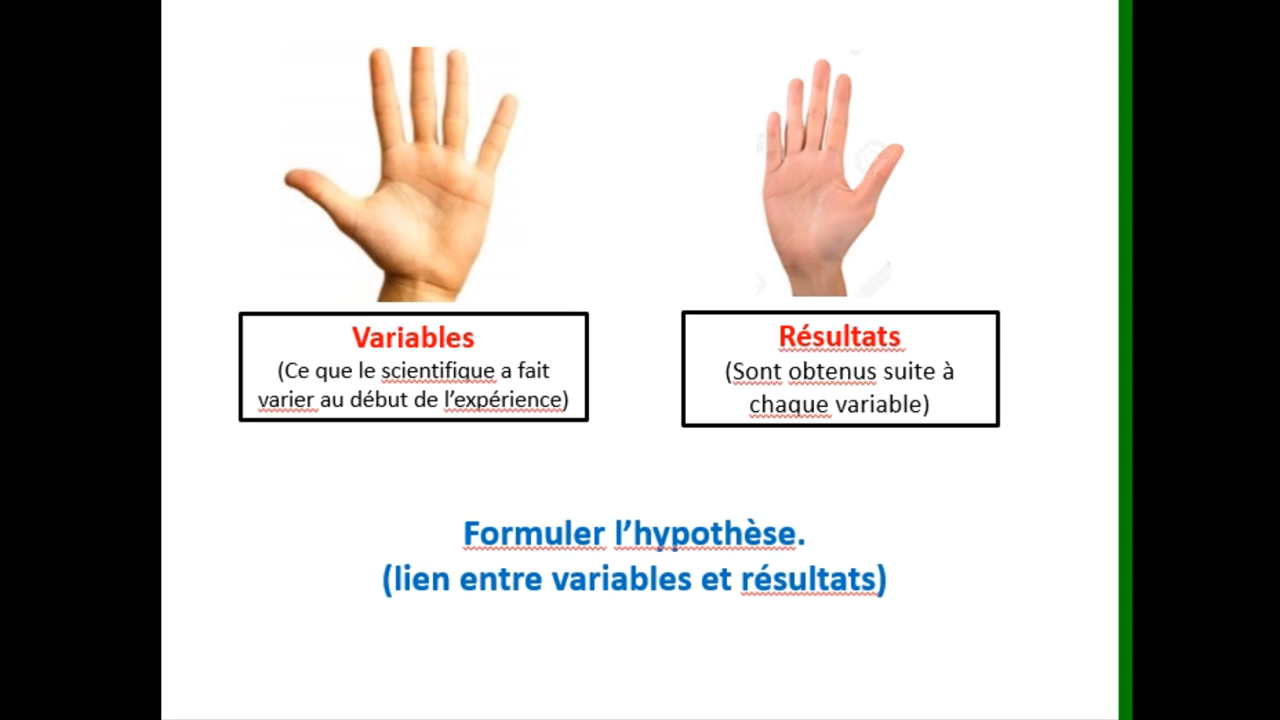 Variables
(Ce que le scientifique a fait
varier au début de l’expérience)
Résultats
(Sont obtenus suite à
chaque variable)
Formuler l’hypothèse.
(lien entre variables et résultats)